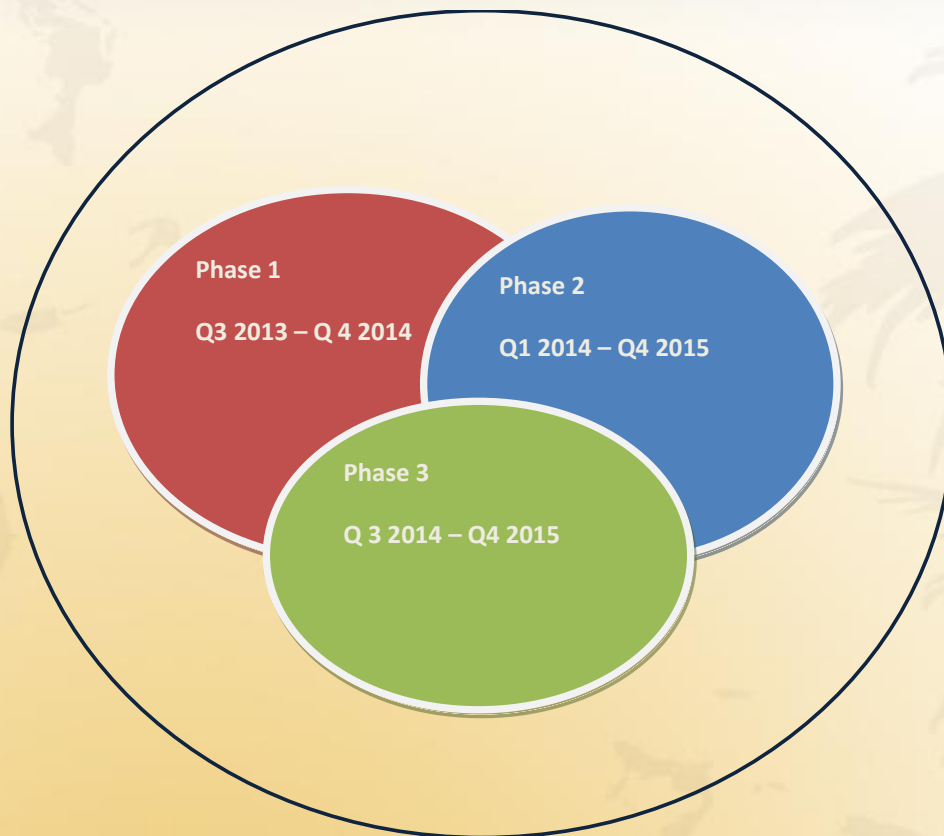 Phase 1
Q3 2013 – Q 4 2014
Phase 2
Q1 2014 – Q4 2015
Phase 3
Q 3 2014 – Q4 2015